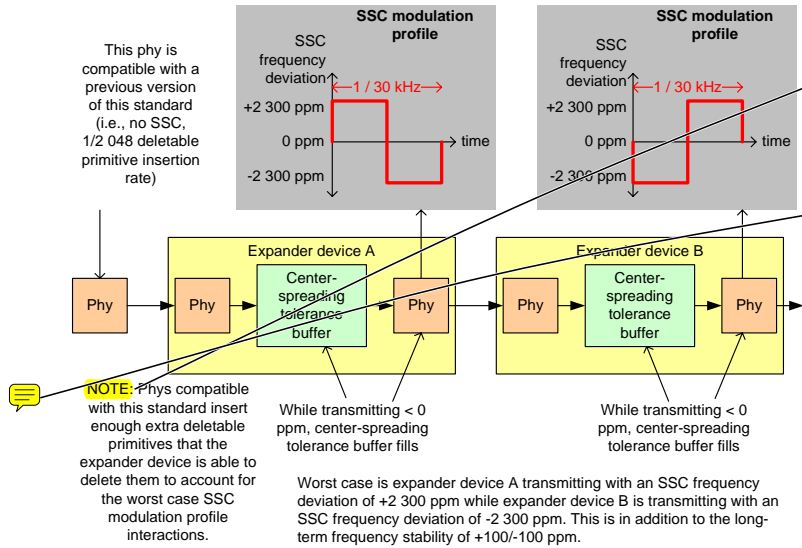 This phy is
compatible with a
previous version
of this standard
(i.e., no SSC,
1/2 048 deletable
primitive insertion
rate)
SSC modulation
profile
SSC
frequency
deviation
1 / 30 kHz
+2 300 ppm
0 ppm
time
-2 300 ppm
SSC modulation
profile
SSC
frequency
deviation
1 / 30 kHz
+2 300 ppm
0 ppm
time
-2 300 ppm
Expander device A
Phy
Phy
Center-
spreading
tolerance
buffer
Phy
Expander device B
Phy
Center-
spreading
tolerance
buffer
Phy
NOTE: Phys compatible
with this standard insert
enough extra deletable
primitives that the
expander device is able to
delete them to account for
the worst case SSC
modulation profile
interactions.
While transmitting < 0
ppm, center-spreading
tolerance buffer fills
While transmitting < 0
ppm, center-spreading
tolerance buffer fills
Worst case is expander device A transmitting with an SSC frequency
deviation of +2 300 ppm while expander device B is transmitting with an
SSC frequency deviation of -2 300 ppm. This is in addition to the long-
term frequency stability of +100/-100 ppm.